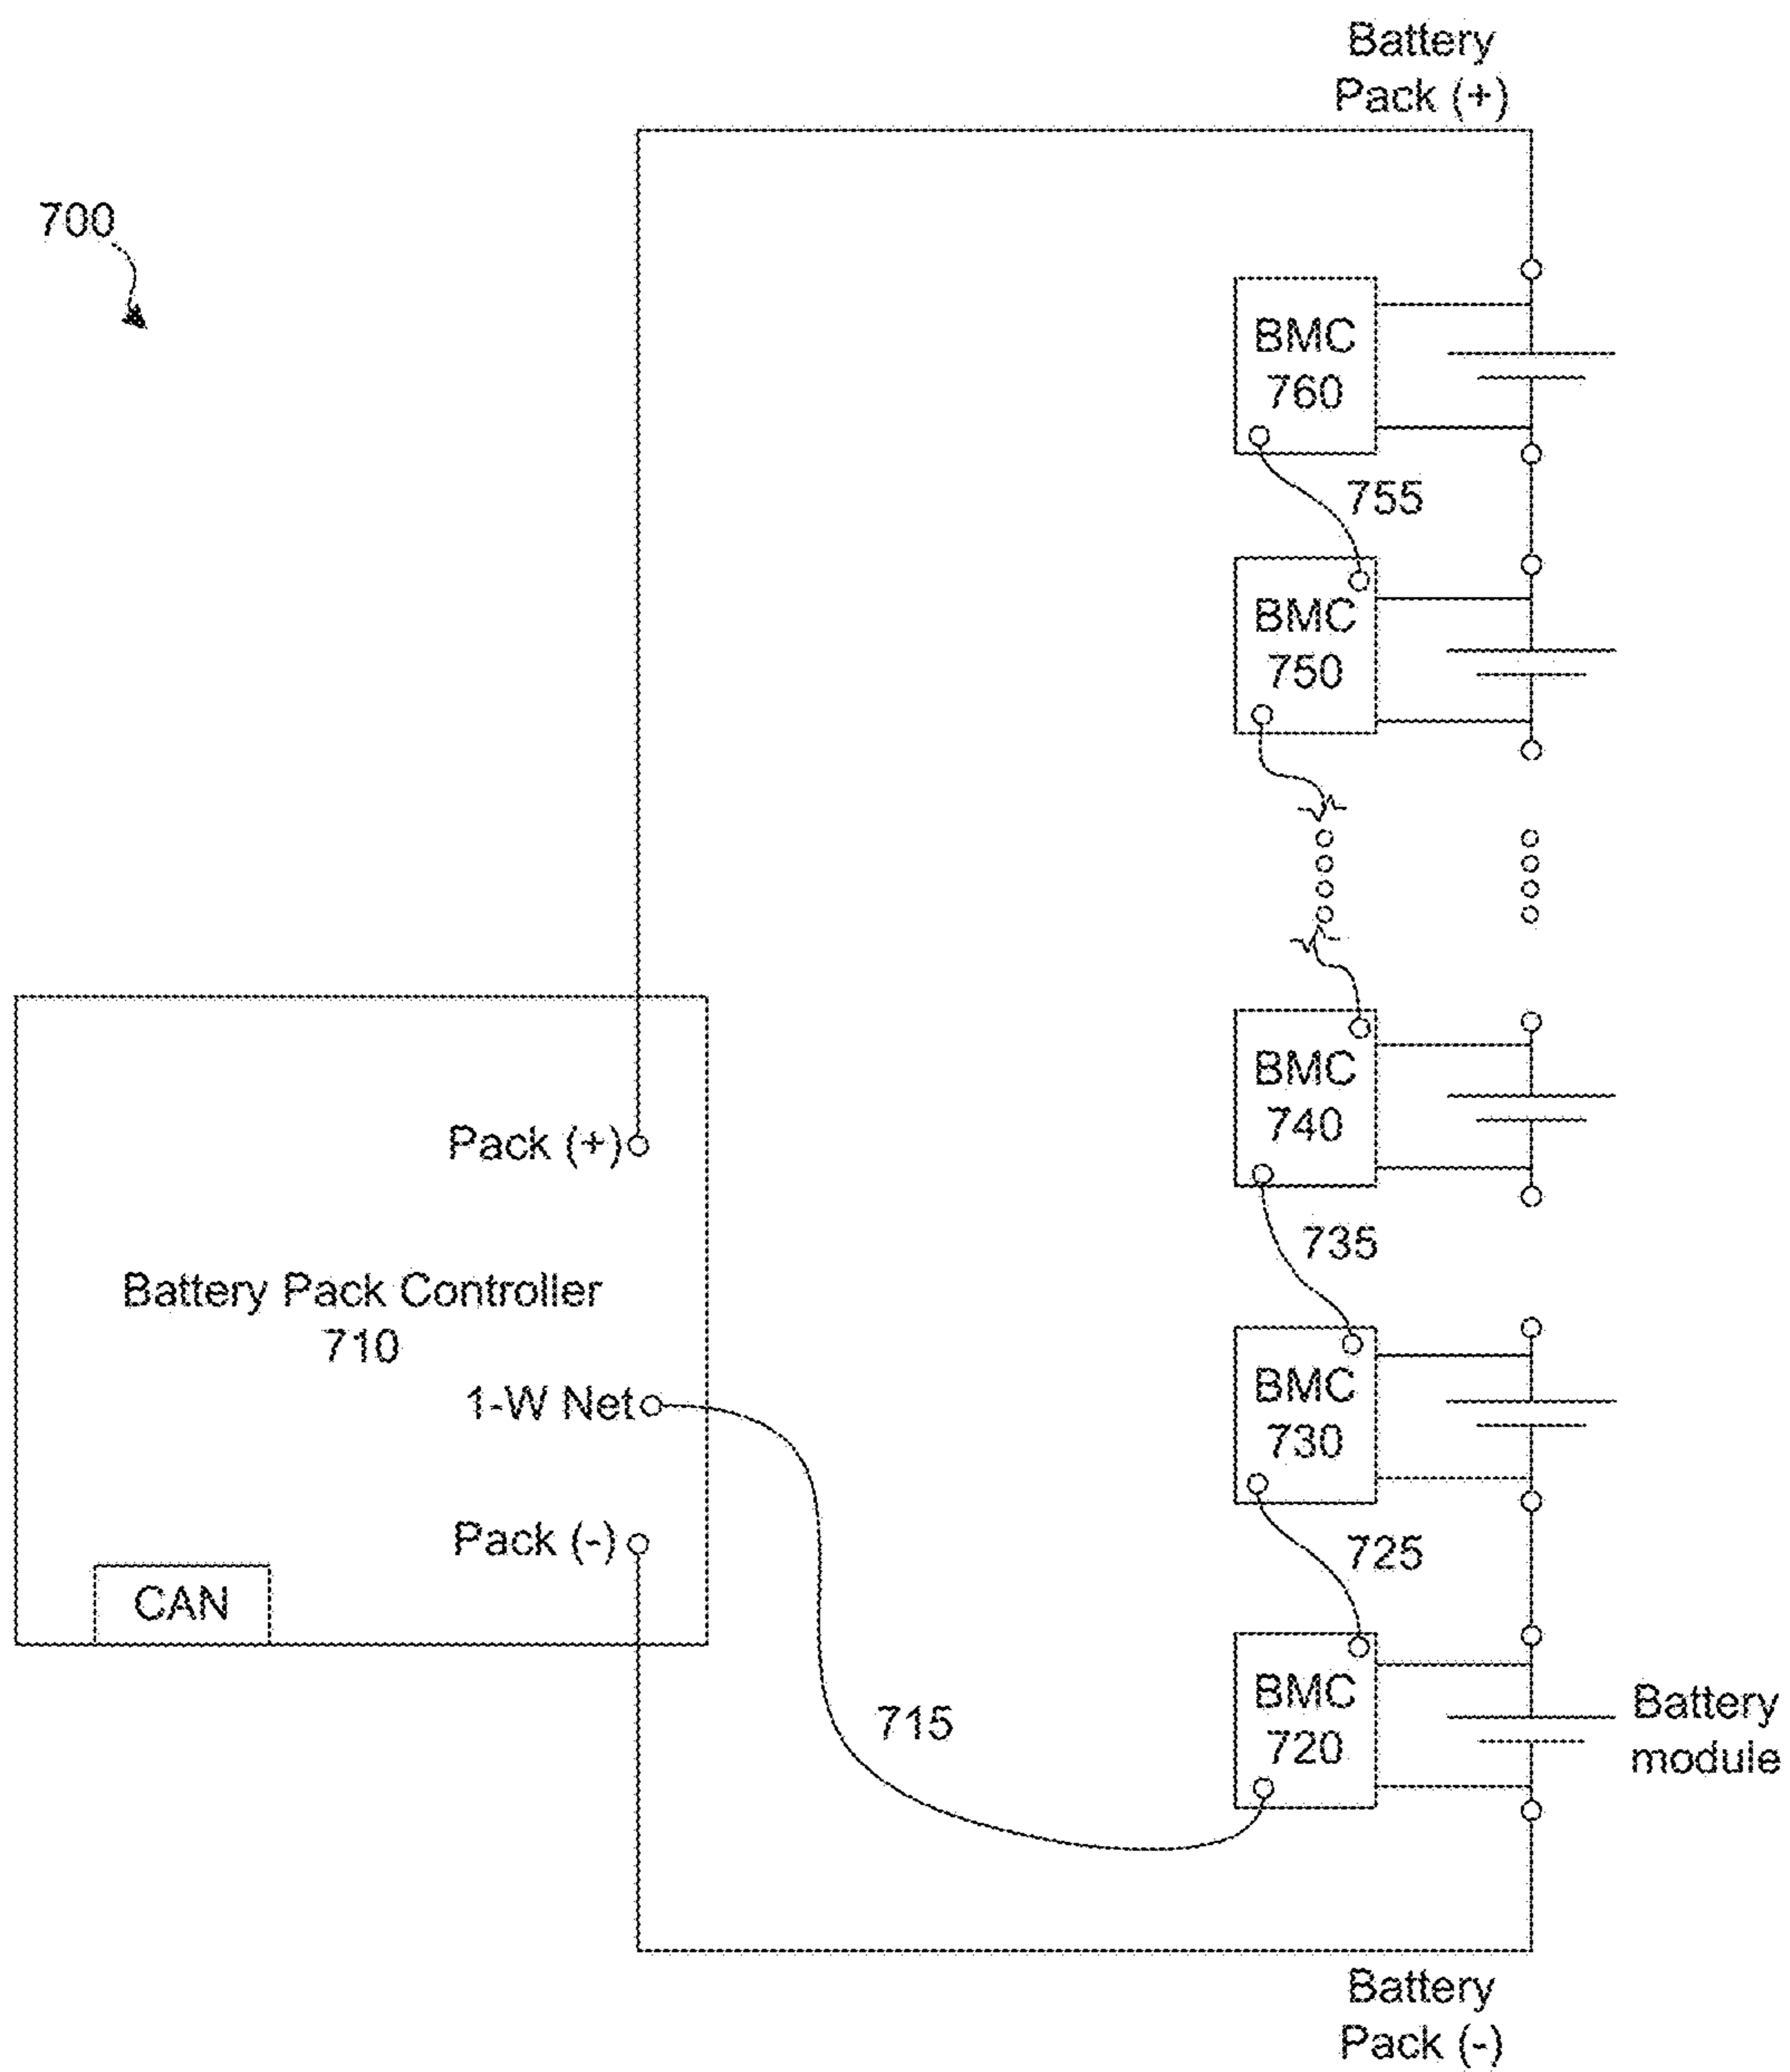 Battery
Pack (+)
700
BMC
760
755
BMC
750
BMC
740
Pack (+)
735
Battery Pack Controller
710
BMC
730
1-W Net
Pack (-)
725
CAN
BMC
720
Battery
module
715
Battery
Pack (-)